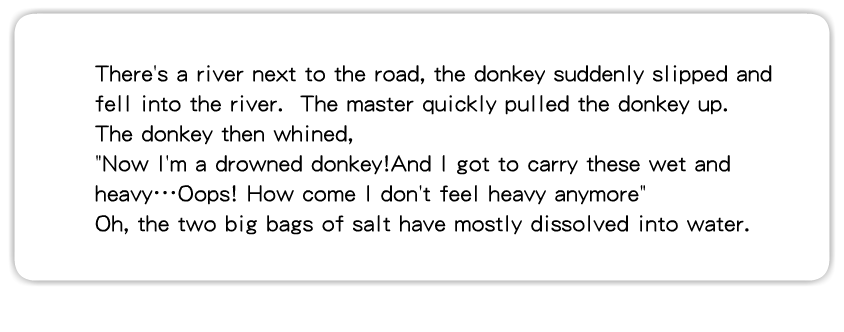 There's a river next to the road, the donkey suddenly slipped and
fell into the river.  The master quickly pulled the donkey up.
The donkey then whined,
"Now I'm a drowned donkey!And I got to carry these wet and
heavy⋯Oops! How come I don't feel heavy anymore"
Oh, the two big bags of salt have mostly dissolved into water.